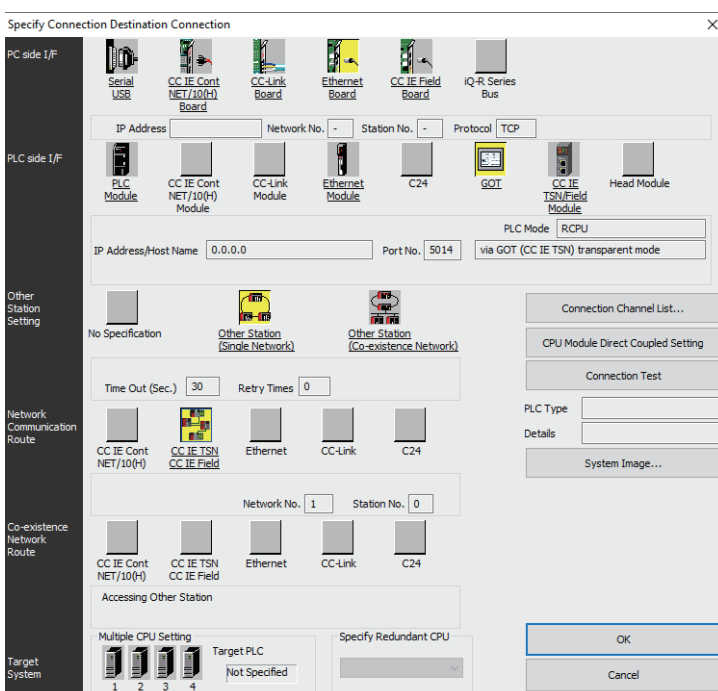 Specify Connection Destination Connection
PC side I/F
Serial USB
CC IE Cont NET/10(H) Board
CC-Link Board
Ethernet Board
CC IE Field Board
iQ-R Series Bus
IP Address
Network No. -
Station No. -
Protocol TCP
PLC side I/F
PLC Module
CC IE Cont NET/10(H) Module
CC-Link Module
Ethernet Module
C24
GOT
CC IE TSN/Field Module
Head Module
PLC Mode RCPU
IP Address/Host Name 0.0.0.0
Port No. 5014
via GOT (CC IE TSN) transparent mode
Other Station Setting
No Specification
Other Station (Single Network)
Other Station (Co-existence Network)
Connection Channel List...
CPU Module Direct Coupled Setting
Time Out (Sec.) 30
Retry Times 0
Connection Test
Network Communication Route
CC IE Cont NET/10(H)
CC IE TSN CC IE Field
Ethernet
CC-Link
C24
PLC Type
Details
System Image...
Network No. 1
Station No. 0
Co-existence Network Route
CC IE Cont NET/10(H)
CC IE TSN CC IE Field
Ethernet
CC-Link
C24
Accessing Other Station
Multiple CPU Setting
Specify Redundant CPU
OK
Target System
1 2 3 4
Target PLC
Not Specified
Cancel